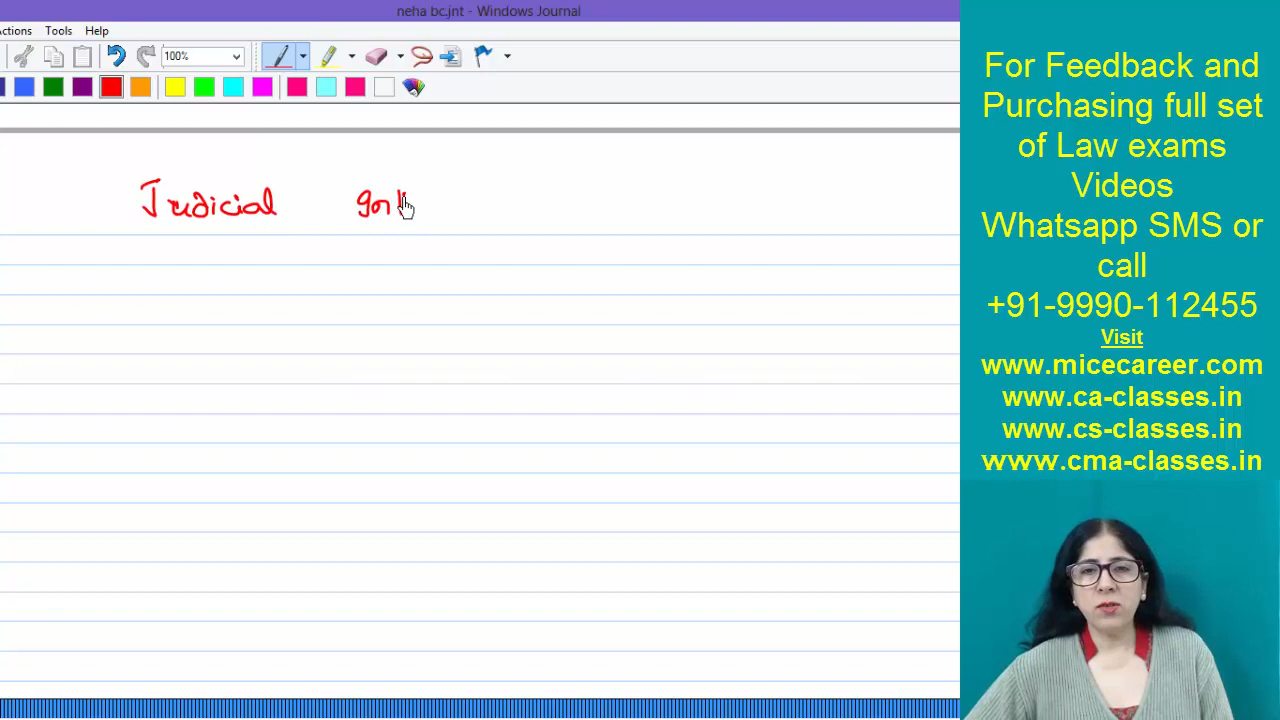 neha bc.jnt - Windows Journal
Actions Tools Help
100%
Judicial
For Feedback and
Purchasing full set
of Law exams
Videos
Whatsapp SMS or
call
+91-9990-112455
Visit
www.micecareer.com
www.ca-classes.in
www.cs-classes.in
www.cma-classes.in